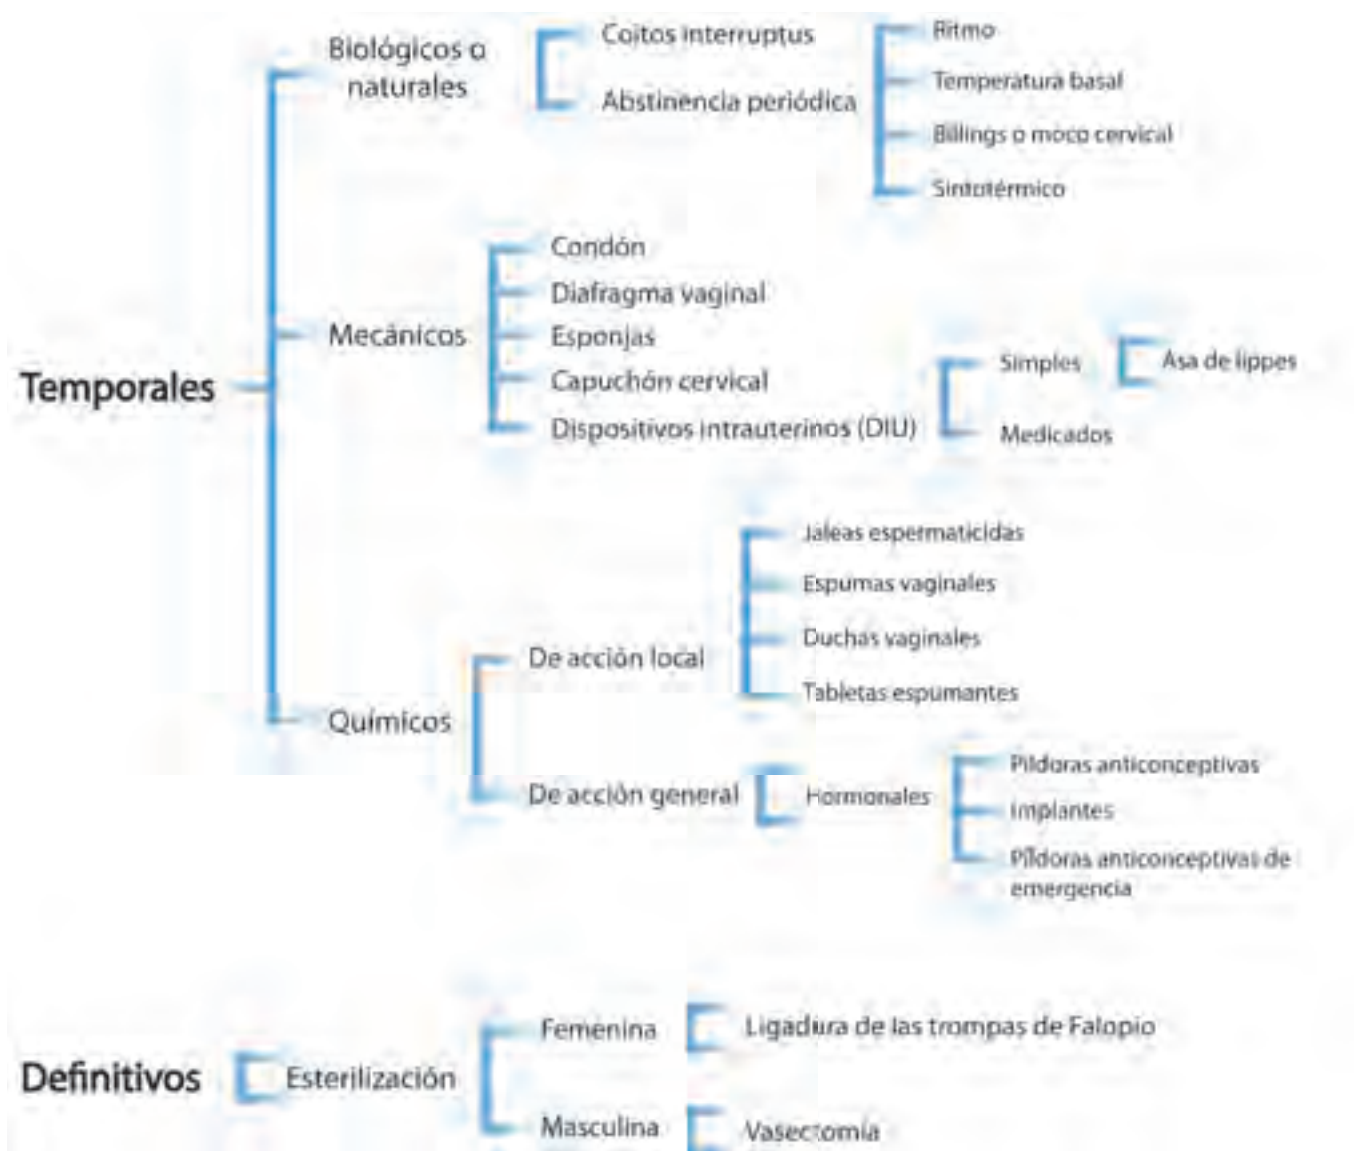 Biológicos o
naturales
Coitos interruptus
Abstinencia periódica
Ritmo
Temperatura basal
Billings o moco cervical
Sintotérmico
Temporales
Mecánicos
Condón
Diafragma vaginal
Esponjas
Capuchón cervical
Dispositivos intrauterinos (DIU)
Simples
Asa de lippes
Medicados
Químicos
De acción local
Jaleas espermaticidas
Espumas vaginales
Duchas vaginales
Tabletas espumantes
De acción general
Hormonales
Píldoras anticonceptivas
Implantes
Píldoras anticonceptivas de
emergencia
Definitivos
Esterilización
Femenina
Ligadura de las trompas de Falopio
Masculina
Vasectomía